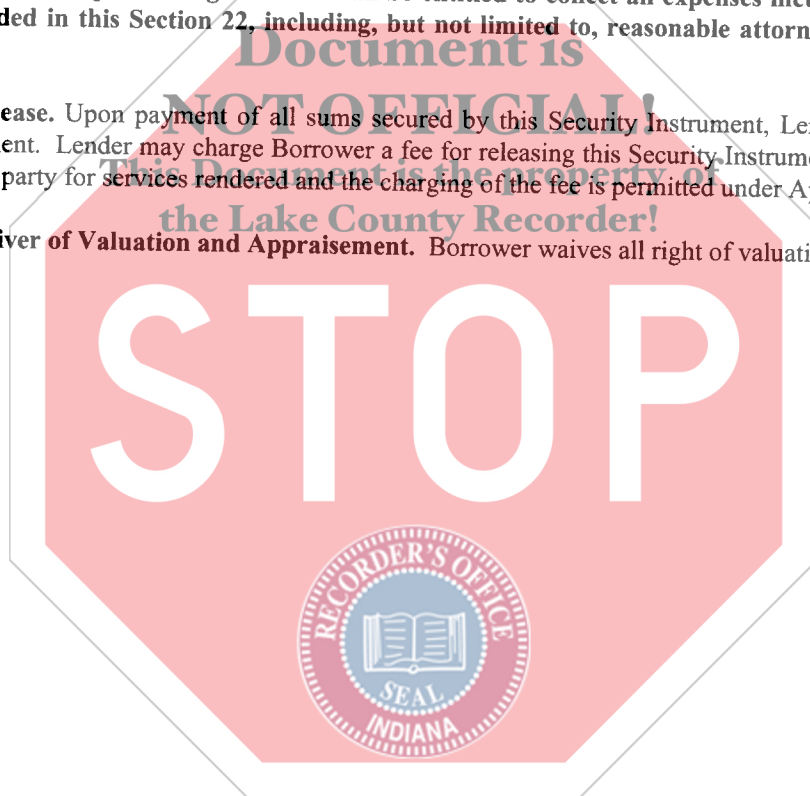 ded in this Section 22, including, but not limited to, reasonable attorn
Document is
NOT OFFICIAL!
ease. Upon payment of all sums secured by this Security Instrument, Le
ent. Lender may charge Borrower a fee for releasing this Security Instrume
This Document is the property of
party for services rendered and the charging of the fee is permitted under A
the Lake County Recorder!
iver of Valuation and Appraisement. Borrower waives all right of valuati
STOP
RECORDER'S OFFICE
SEAL
INDIANA